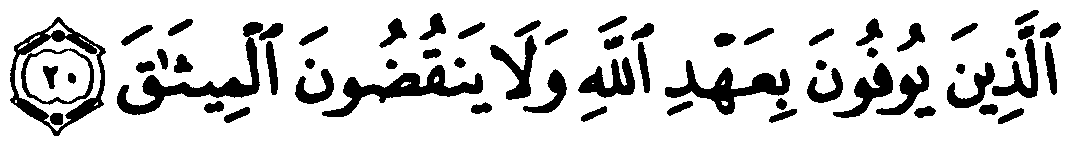 ٱلَّذِينَ يُوفُونَ بِعَهْدِ ٱللَّهِ وَلَا يَنقُضُونَ ٱلْمِيثَٰقَ ٢٠